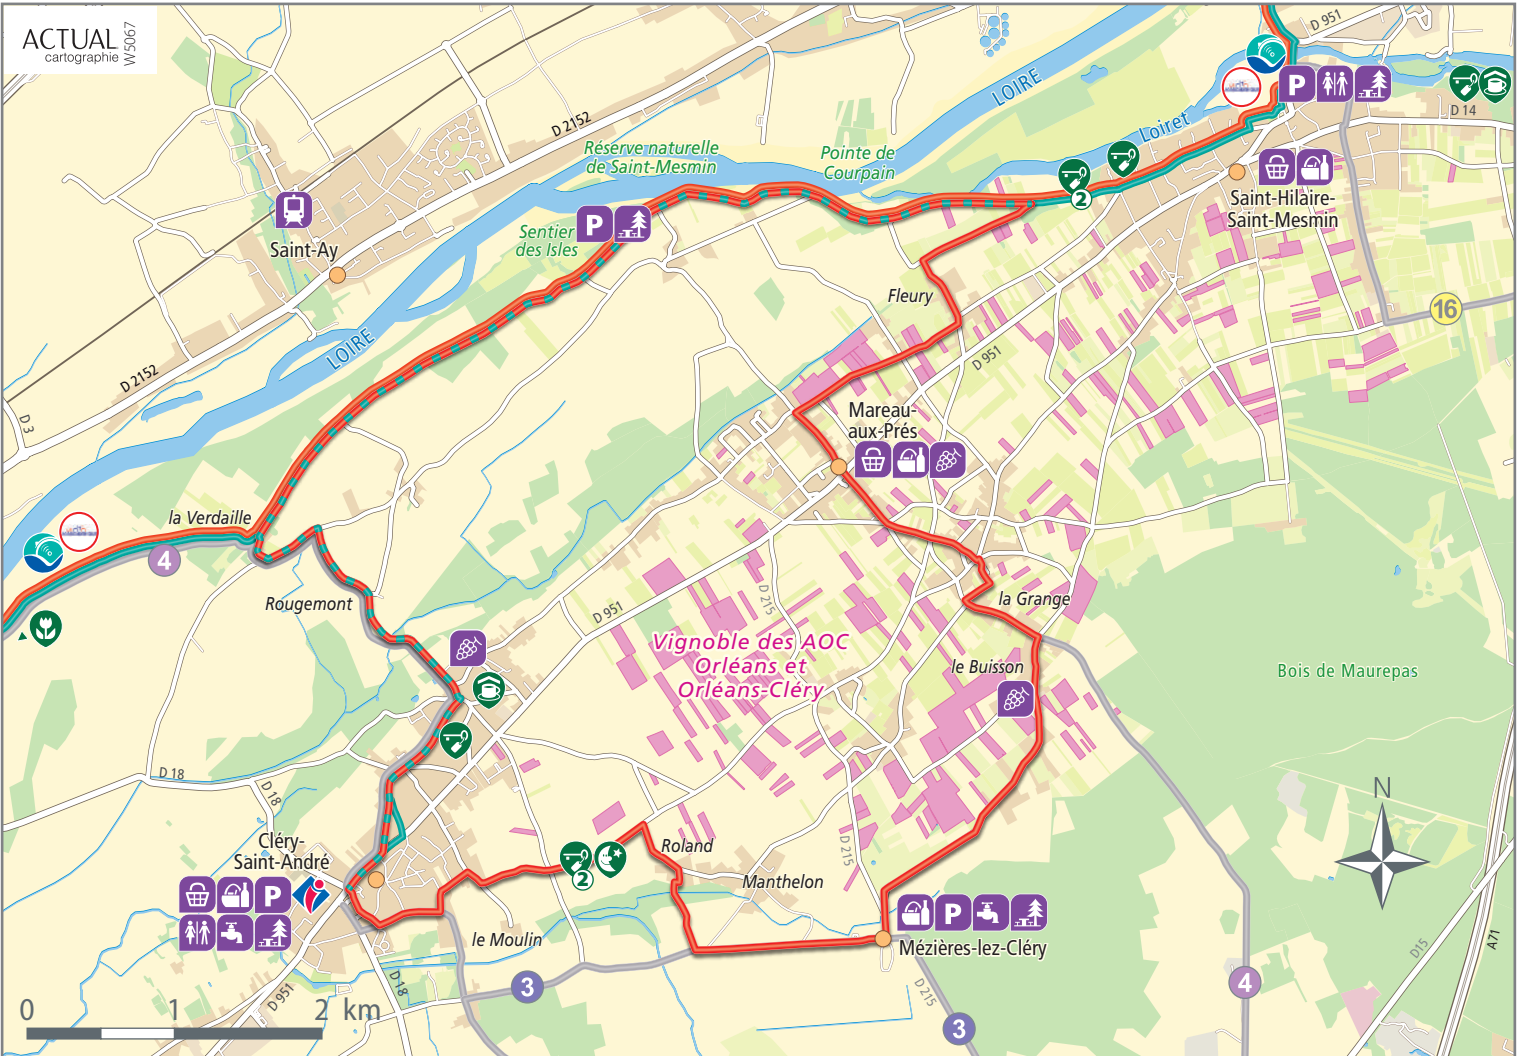 ACTUAL
cartographie
W5067
D 951
LOIRE
P
D 2152
Loiret
D 14
Réserve naturelle
de Saint-Mesmin
Pointe de
Courpain
2
Saint-Hilaire-
Saint-Mesmin
P
Sentier
des Isles
Saint-Ay
Fleury
16
LOIRE
D 951
D 2152
D 3
Mareau-
aux-Prés
la Verdaille
4
Rougemont
D 951
D 215
la Grange
Vignoble des AOC
Orléans et
Orléans-Cléry
le Buisson
Bois de Maurepas
D 18
D 18
N
Cléry-
Saint-André
P
Roland
D 215
2
Manthelon
P
le Moulin
Mézières-lez-Cléry
D15
A71
D 951
D 18
3
D 215
4
3
0 1 2 km